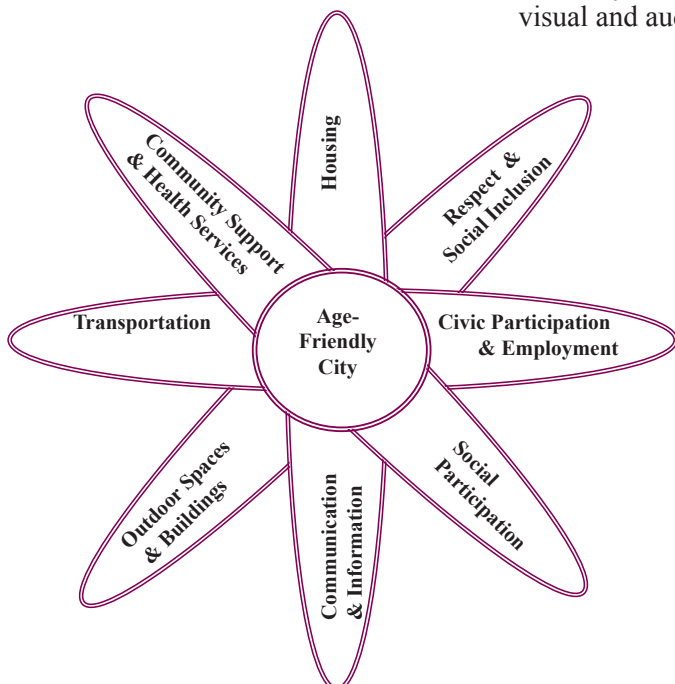 visual and
Housing
Respect &
Social Inclusion
Civic Participation
& Employment
Social
Participation
Communication
& Information
Outdoor Spaces
& Buildings
Transportation
Community Support
& Health Services
Age-
Friendly
City